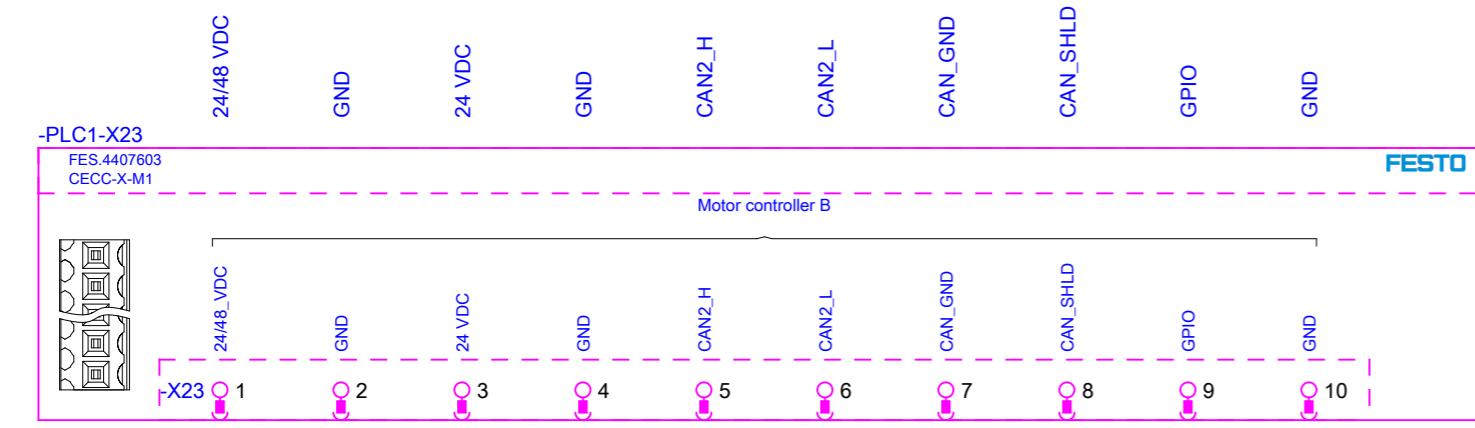 24/48 VDC
GND
24 VDC
GND
CAN2_H
CAN2_L
CAN_GND
CAN_SHLD
GPIO
GND
-PLC1-X23
FES.4407603
CECC-X-M1
FESTO
Motor controller B
24/48_VDC
GND
24 VDC
GND
CAN2_H
CAN2_L
CAN_GND
CAN_SHLD
GPIO
GND
-X23 1 2 3 4 5 6 7 8 9 10